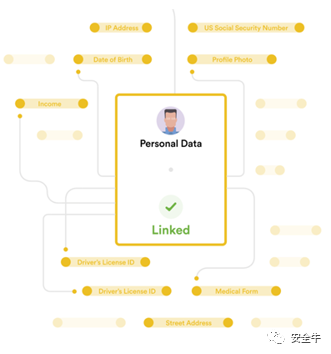 IP Address
US Social Security Number
Date of Birth
Profile Photo
Income
Personal Data
Linked
Driver's License ID
Driver's License ID
Medical Form
Street Address
安全牛